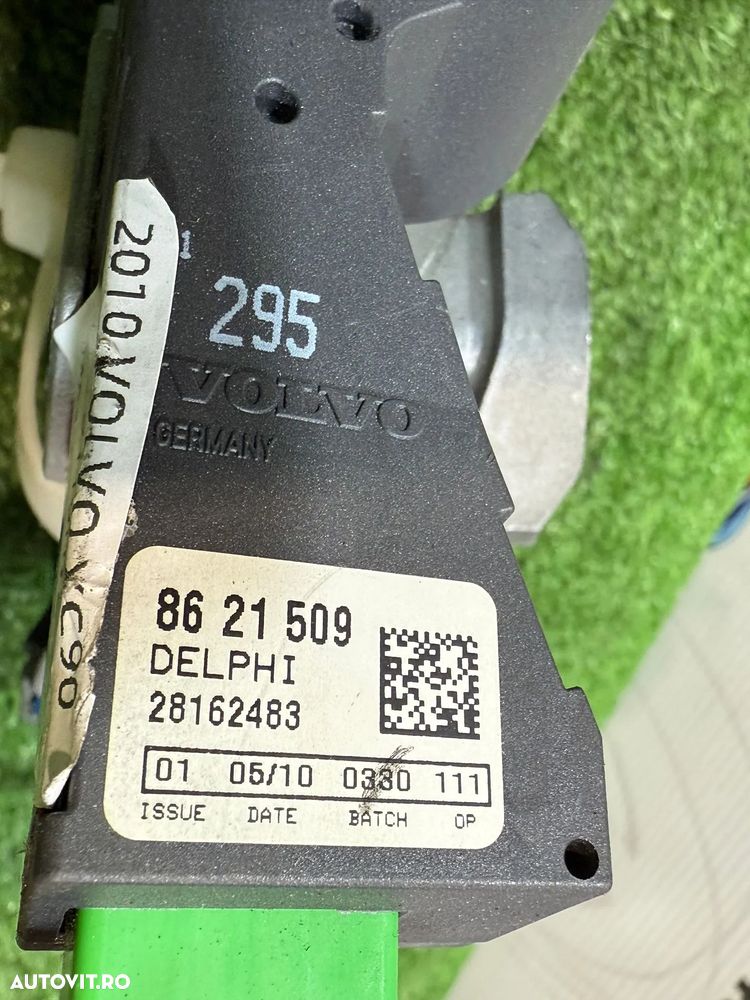 1
295
VOLVO
GERMANY
2010 VOLVO XC90
86 21 509
DELPHI
28162483
01 05/10 0330 111
ISSUE DATE BATCH OP
AUTOVIT.RO